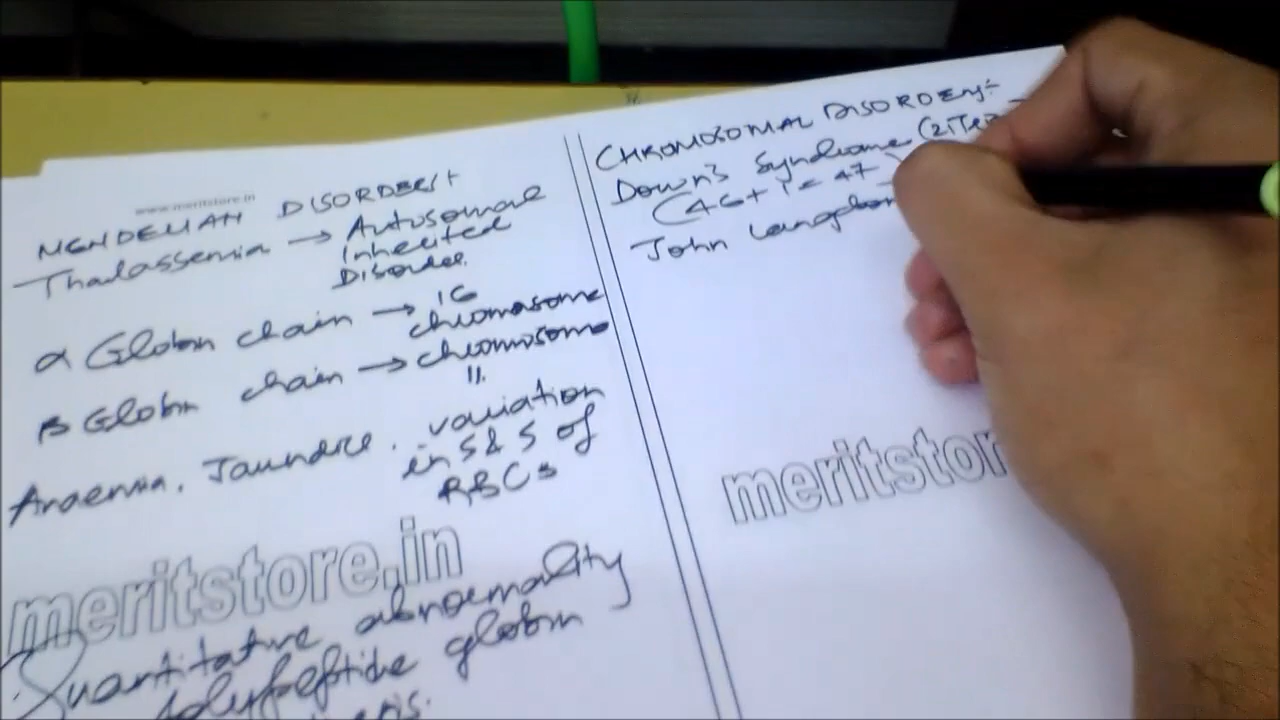 www.meritstore.in
MENDELIAN DISORDERS
Thalassemia → Autosomal
Inherited
Disorder.
α Globin chain → 16
chromosome
β Globin chain → chromosome
11.
Anaemia. Jaundice. variation
in S & S of
RBCs
meritstore.in
Quantitative abnormality
polypeptide globin
CHROMOSOMAL DISORDERS:-
Down's Syndrome (21
(46+1=47)
John Langdon
meritstor